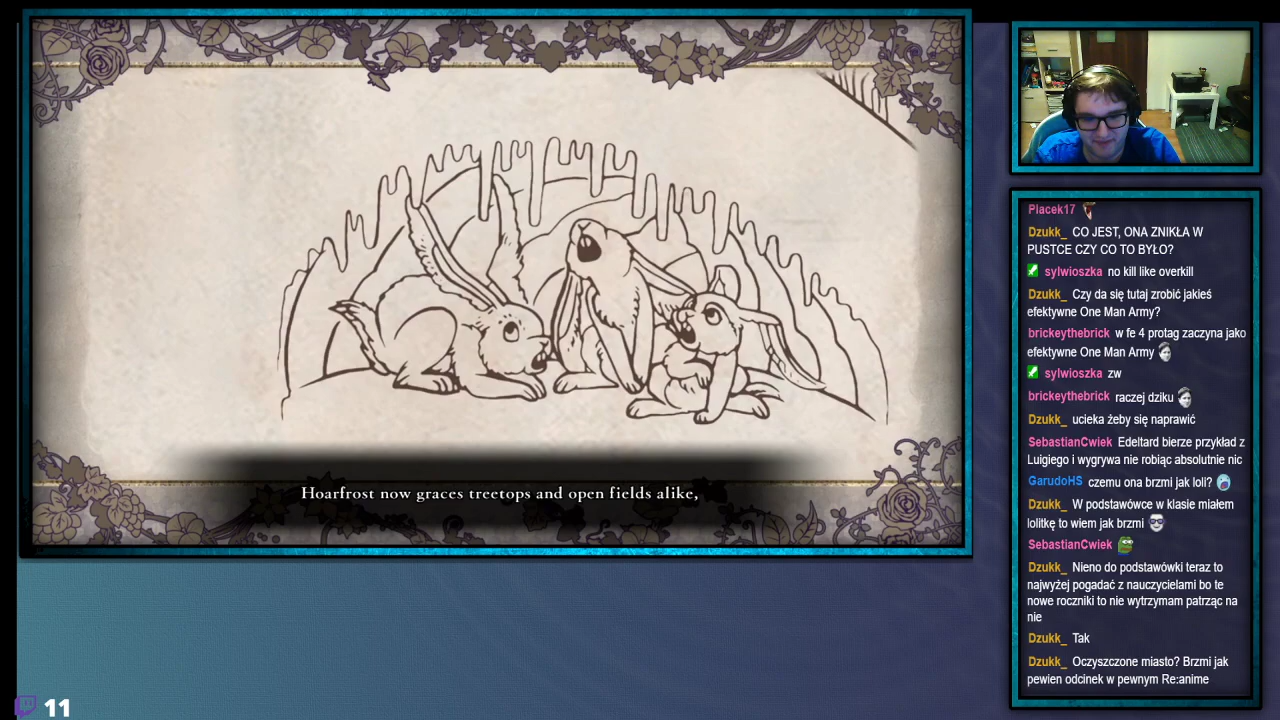 Hoarfrost now graces treetops and open fields alike,
Placek17
Dzukk_ CO JEST, ONA ZNIKŁA W
PUSTCE CZY CO TO BYŁO?
sylwioszka no kill like overkill
Dzukk_ Czy da się tutaj zrobić jakieś
efektywne One Man Army?
brickeythebrick w fe 4 protag zaczyna jako
efektywne One Man Army
sylwioszka zw
brickeythebrick raczej dziku
Dzukk_ ucieka żeby się naprawić
SebastianCwiek Edeltard bierze przykład z
Luigiego i wygrywa nie robiąc absolutnie nic
GarudoHS czemu ona brzmi jak loli?
Dzukk_ W podstawówce w klasie miałem
lolitkę to wiem jak brzmi
SebastianCwiek
Dzukk_ Nieno do podstawówki teraz to
najwyżej pogadać z nauczycielami bo te
nowe roczniki to nie wytrzymam patrząc na
nie
Dzukk_ Tak
Dzukk_ Oczyszczone miasto? Brzmi jak
pewien odcinek w pewnym Re:anime
11